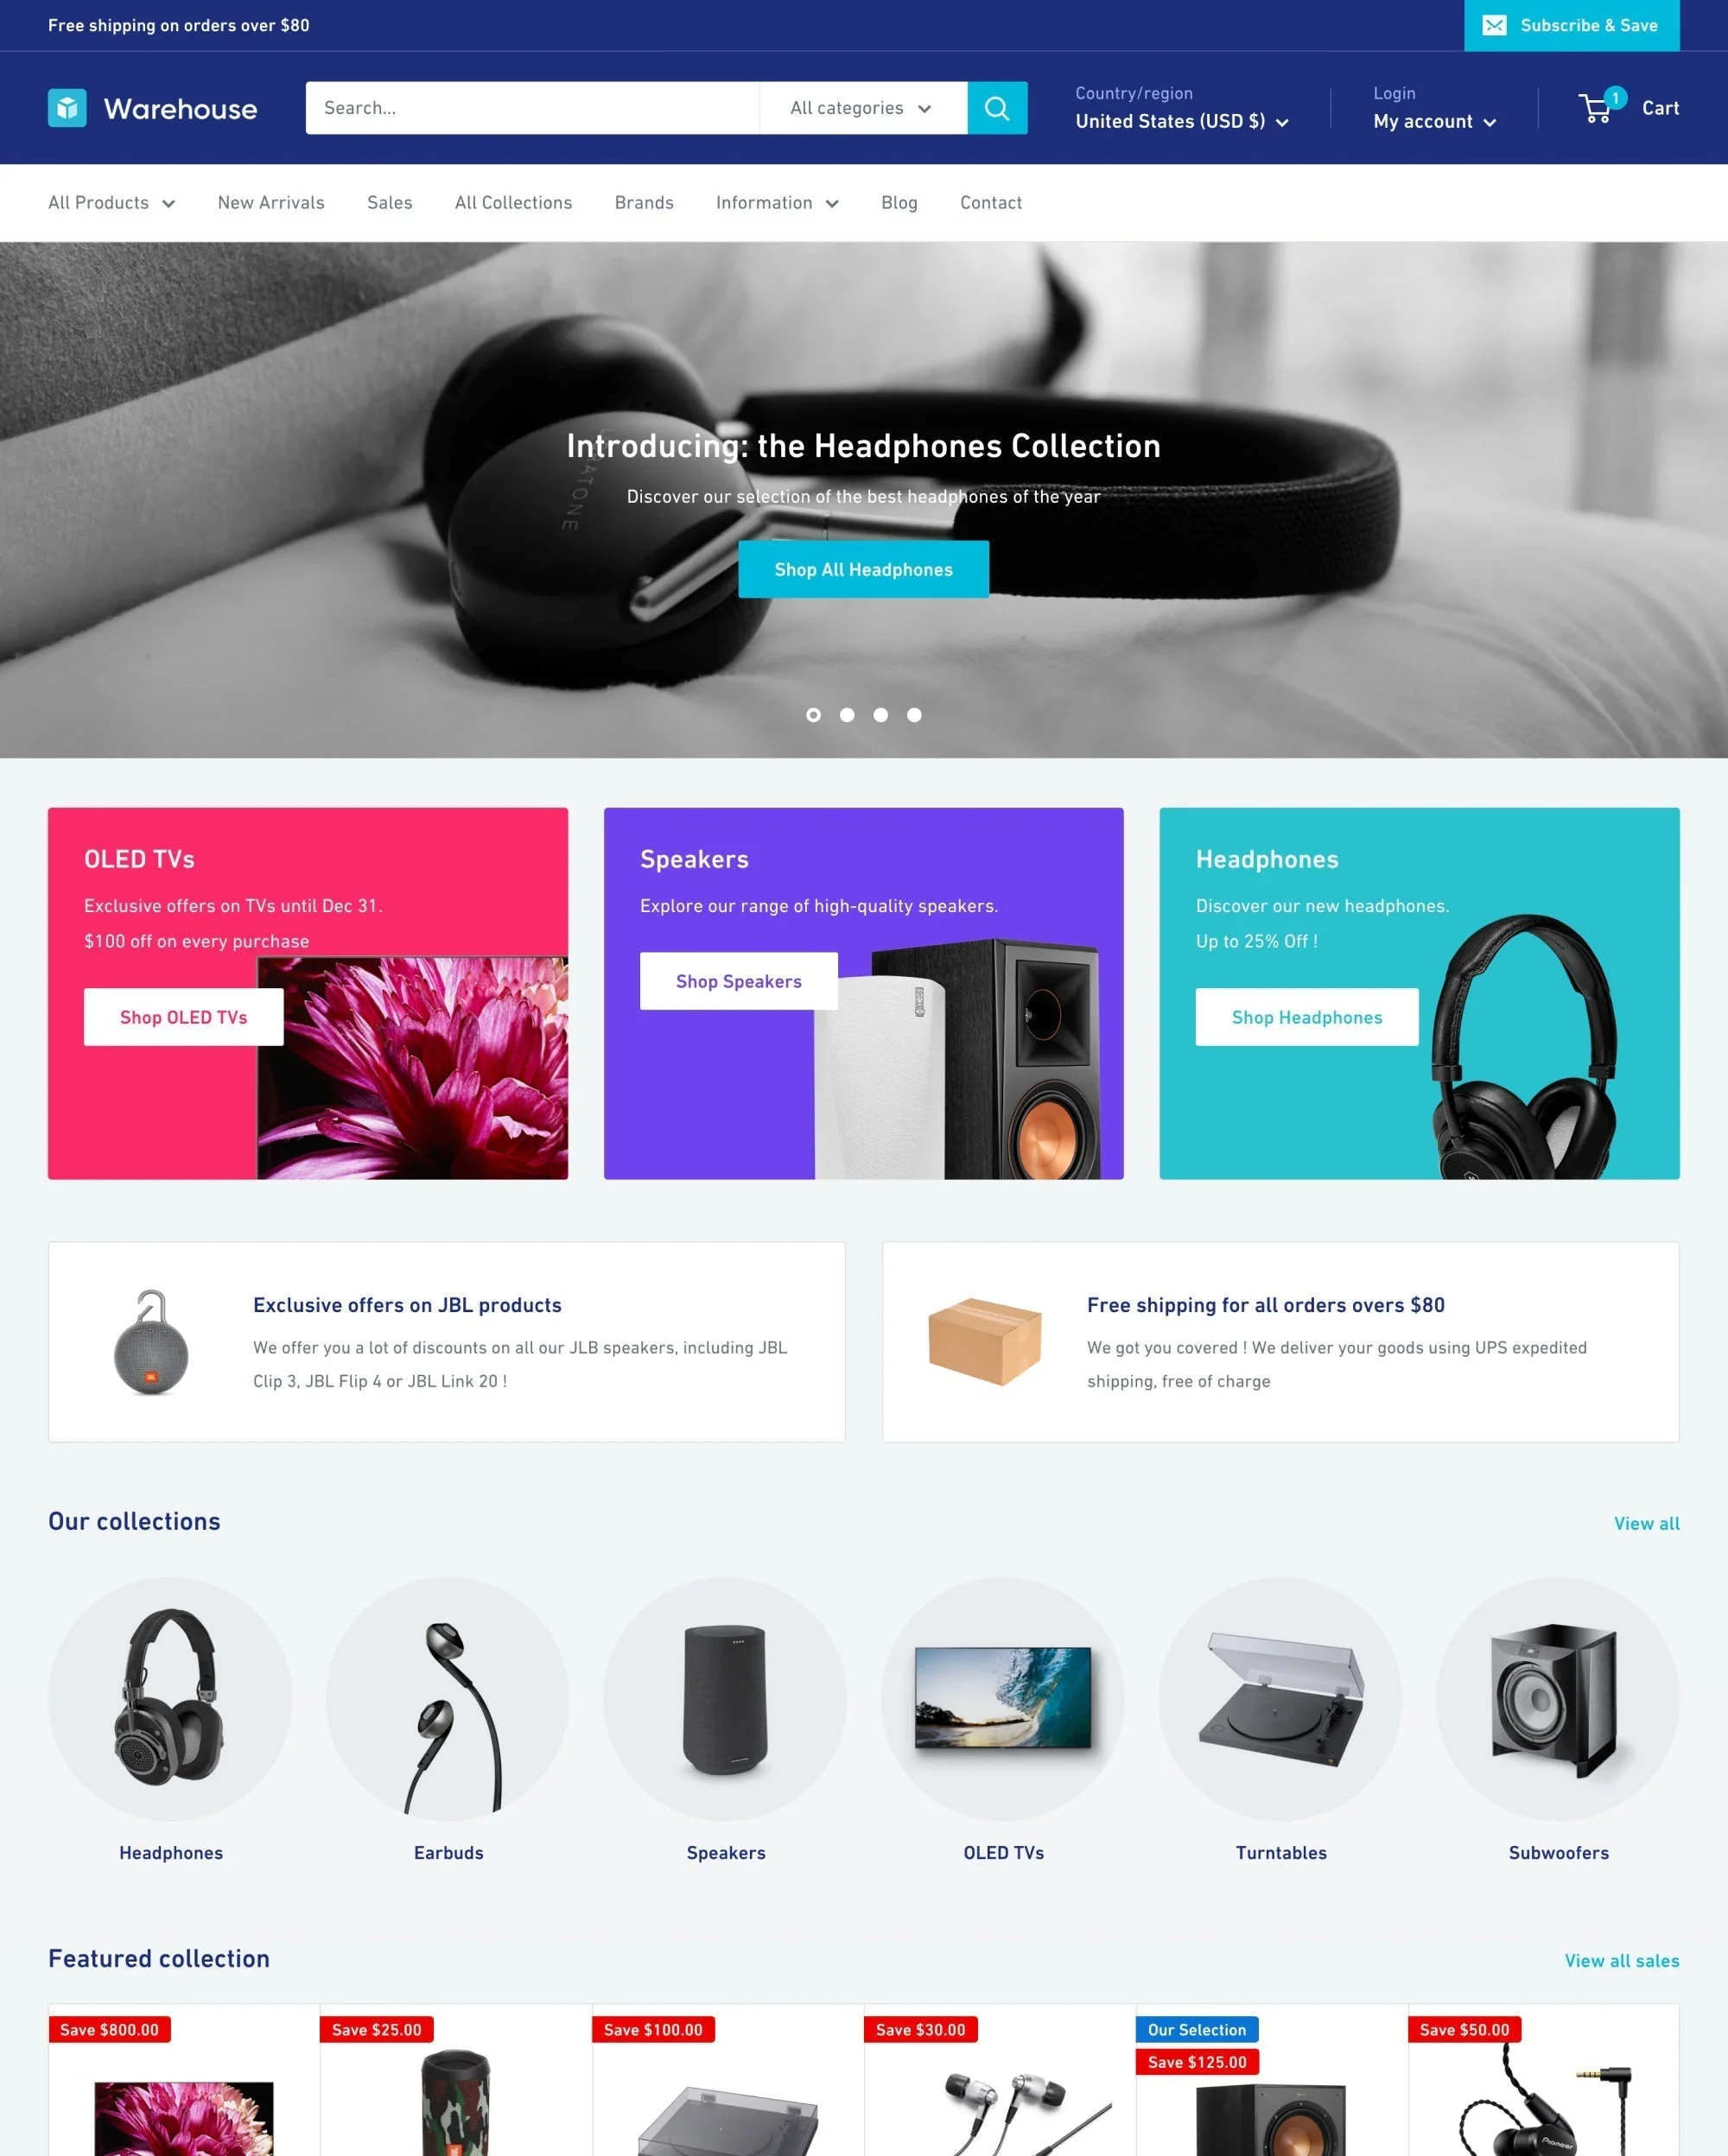 Free shipping on orders over $80
Subscribe & Save
Warehouse
Search...
All categories
Country/region
United States (USD $)
Login
My account
1
Cart
All Products
New Arrivals
Sales
All Collections
Brands
Information
Blog
Contact
Introducing: the Headphones Collection
Discover our selection of the best headphones of the year
Shop All Headphones
OLED TVs
Exclusive offers on TVs until Dec 31.
$100 off on every purchase
Shop OLED TVs
Speakers
Explore our range of high-quality speakers.
Shop Speakers
Headphones
Discover our new headphones.
Up to 25% Off !
Shop Headphones
JBL
Exclusive offers on JBL products
We offer you a lot of discounts on all our JLB speakers, including JBL
Clip 3, JBL Flip 4 or JBL Link 20 !
Free shipping for all orders overs $80
We got you covered ! We deliver your goods using UPS expedited
shipping, free of charge
Our collections
View all
Headphones
Earbuds
Speakers
OLED TVs
Turntables
Subwoofers
Featured collection
View all sales
Save $800.00
Save $25.00
Save $100.00
Save $30.00
Our Selection
Save $125.00
Save $50.00
Pioneer